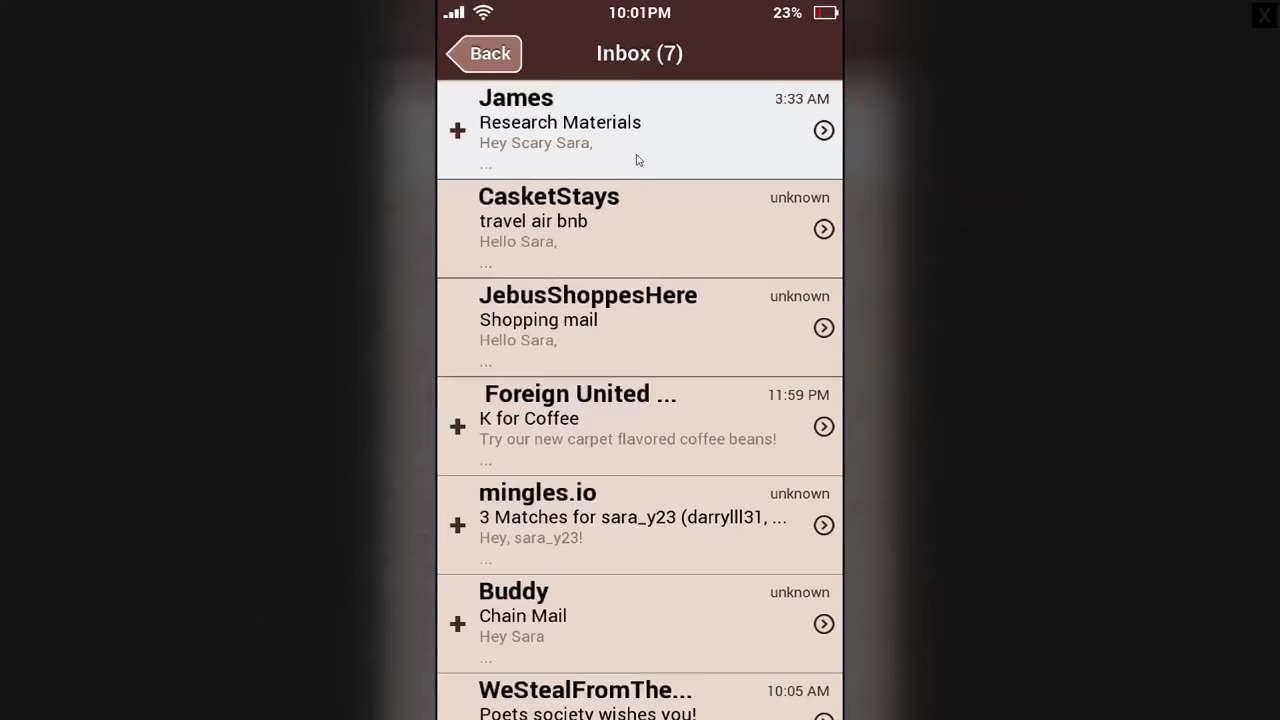 10:01PM
23%
X
Back
Inbox (7)
James
3:33 AM
Research Materials
Hey Scary Sara,
...
CasketStays
unknown
travel air bnb
Hello Sara,
...
JebusShoppesHere
unknown
Shopping mail
Hello Sara,
...
Foreign United ...
11:59 PM
K for Coffee
Try our new carpet flavored coffee beans!
...
mingles.io
unknown
3 Matches for sara_y23 (darrylll31, ...
Hey, sara_y23!
...
Buddy
unknown
Chain Mail
Hey Sara
...
WeStealFromThe...
10:05 AM
Poets society wishes you!